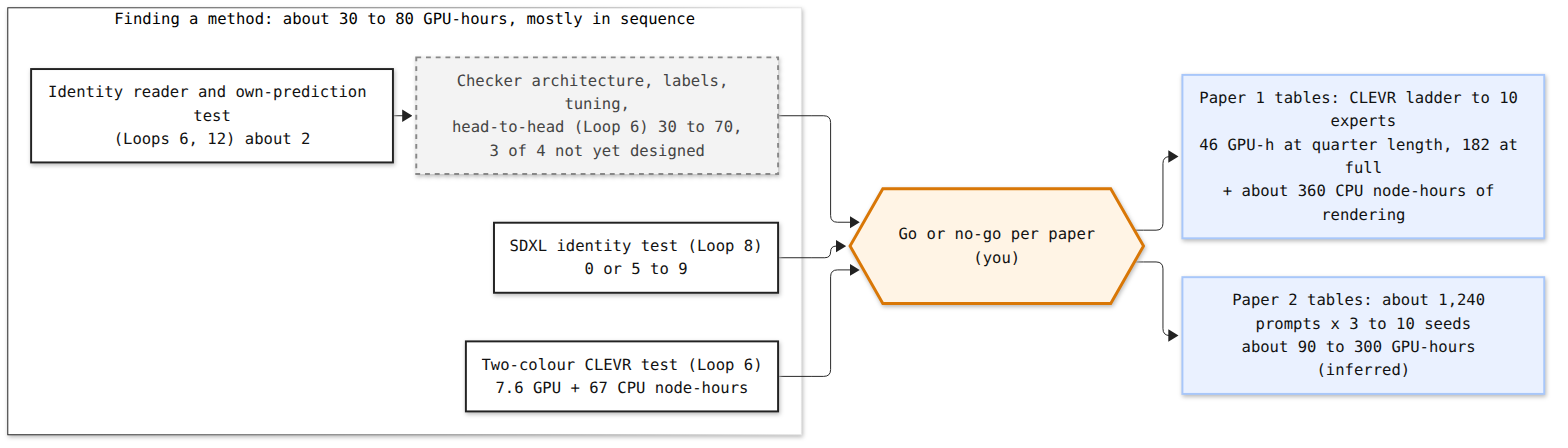 Finding a method: about 30 to 80 GPU-hours, mostly in sequence
Identity reader and own-prediction
test
(Loops 6, 12) about 2
Checker architecture, labels,
tuning,
head-to-head (Loop 6) 30 to 70,
3 of 4 not yet designed
SDXL identity test (Loop 8)
0 or 5 to 9
Two-colour CLEVR test (Loop 6)
7.6 GPU + 67 CPU node-hours
Go or no-go per paper
(you)
Paper 1 tables: CLEVR ladder to 10
experts
46 GPU-h at quarter length, 182 at
full
+ about 360 CPU node-hours of
rendering
Paper 2 tables: about 1,240
prompts x 3 to 10 seeds
about 90 to 300 GPU-hours
(inferred)